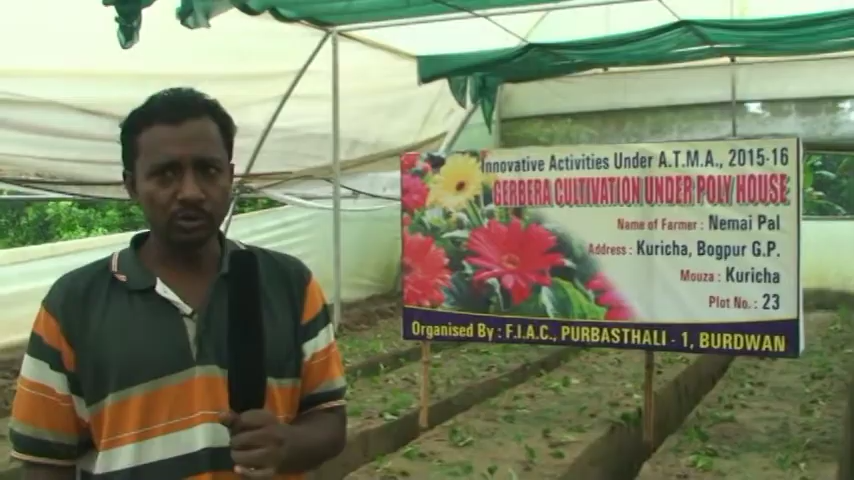 Innovative Activities Under A.T.M.A., 2015-16
GERBERA CULTIVATION UNDER POLY HOUSE
Name of Farmer : Nemai Pal
Address : Kuricha, Bogpur G.P.
Mouza : Kuricha
Plot No. : 23
Organised By : F.I.A.C., PURBASTHALI - 1, BURDWAN